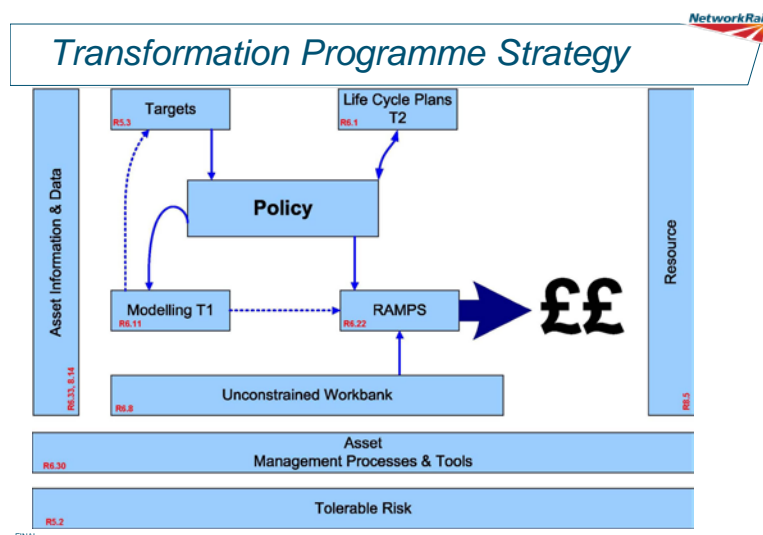 NetworkRail
Transformation Programme Strategy
Targets
R5.3
Life Cycle Plans
T2
R6.1
Policy
Asset Information & Data
R6.33, 8.14
Resource
Modelling T1
R6.11
RAMPS
R6.22
££
Unconstrained Workbank
R6.8
Asset
Management Processes & Tools
R6.30
Tolerable Risk
R5.2